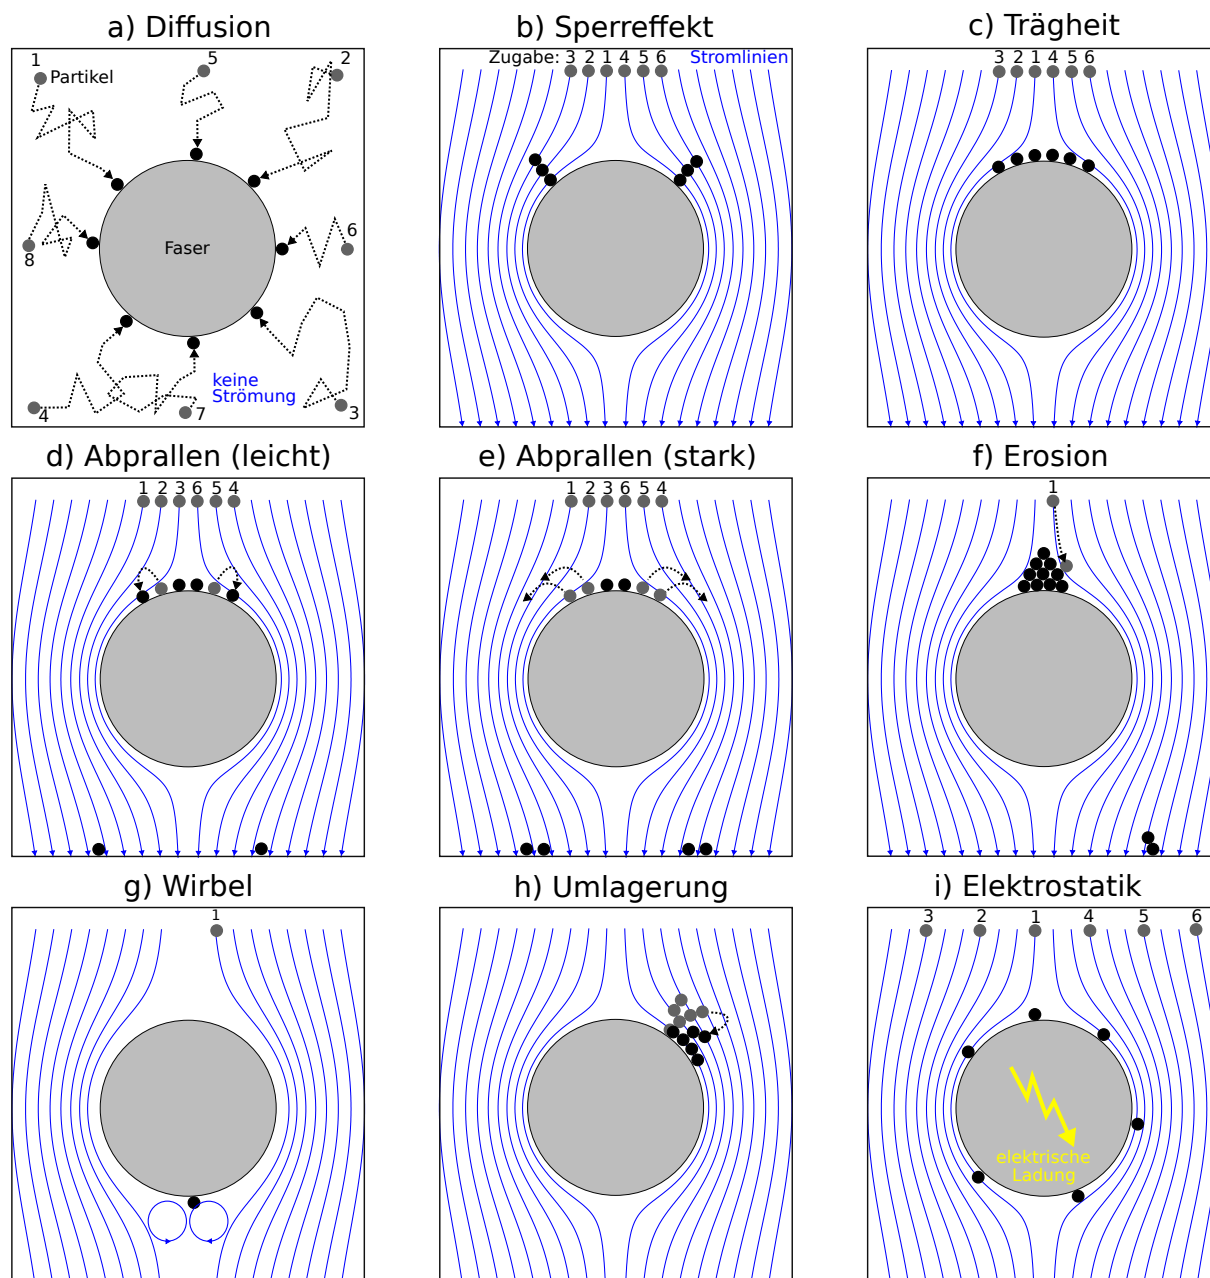 a) Diffusion
b) Sperreffekt
c) Trägheit
1
5
2
Partikel
Faser
8
6
keine
Strömung
4
7
3
Zugabe: 3 2 1 4 5 6 Stromlinien
3 2 1 4 5 6
d) Abprallen (leicht)
e) Abprallen (stark)
f) Erosion
1 2 3 6 5 4
1 2 3 6 5 4
1
g) Wirbel
h) Umlagerung
i) Elektrostatik
1
3 2 1 4 5 6
elektrische
Ladung